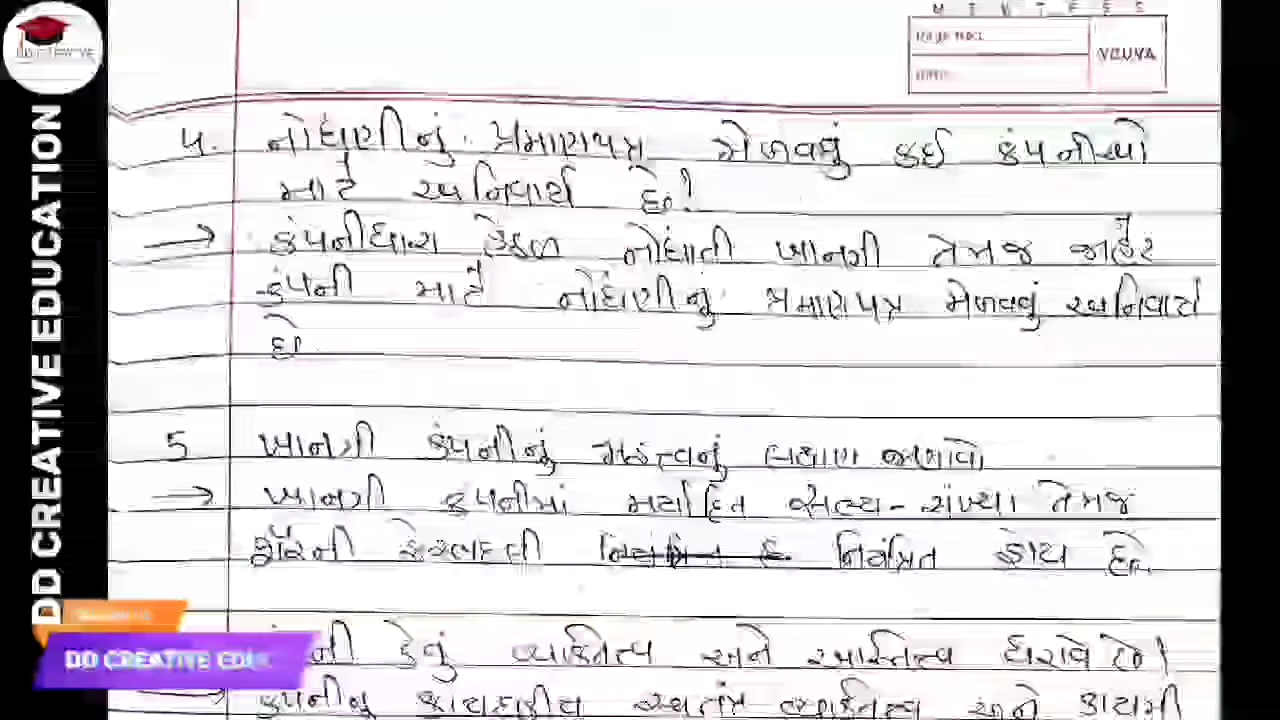 DD CREATIVE EDUCATION
VEUVA
૫. નોંધણીનું પ્રમાણપત્ર મેળવવું કઈ કંપનીઓ
માટે અનિવાર્ય છે?
→ કંપનીધારા હેઠળ નોંધાતી ખાનગી તેમજ જાહેર
કંપની માટે નોંધણીનું પ્રમાણપત્ર મેળવવું અનિવાર્ય
છે
5 ખાનગી કંપનીનું મહત્ત્વનું લક્ષણ જણાવો
→ ખાનગી કંપનીમાં મર્યાદિત સભ્ય-સંખ્યા તેમજ
શેરની ફેરબદલી નિયંત્રિત હોય છે.
કેવું વ્યક્તિત્વ અને અસ્તિત્વ ધરાવે છે?
→ કંપનીનું કાયદાકીય સ્વતંત્ર વ્યક્તિત્વ અને કાયમી
DD CREATIVE EDUC